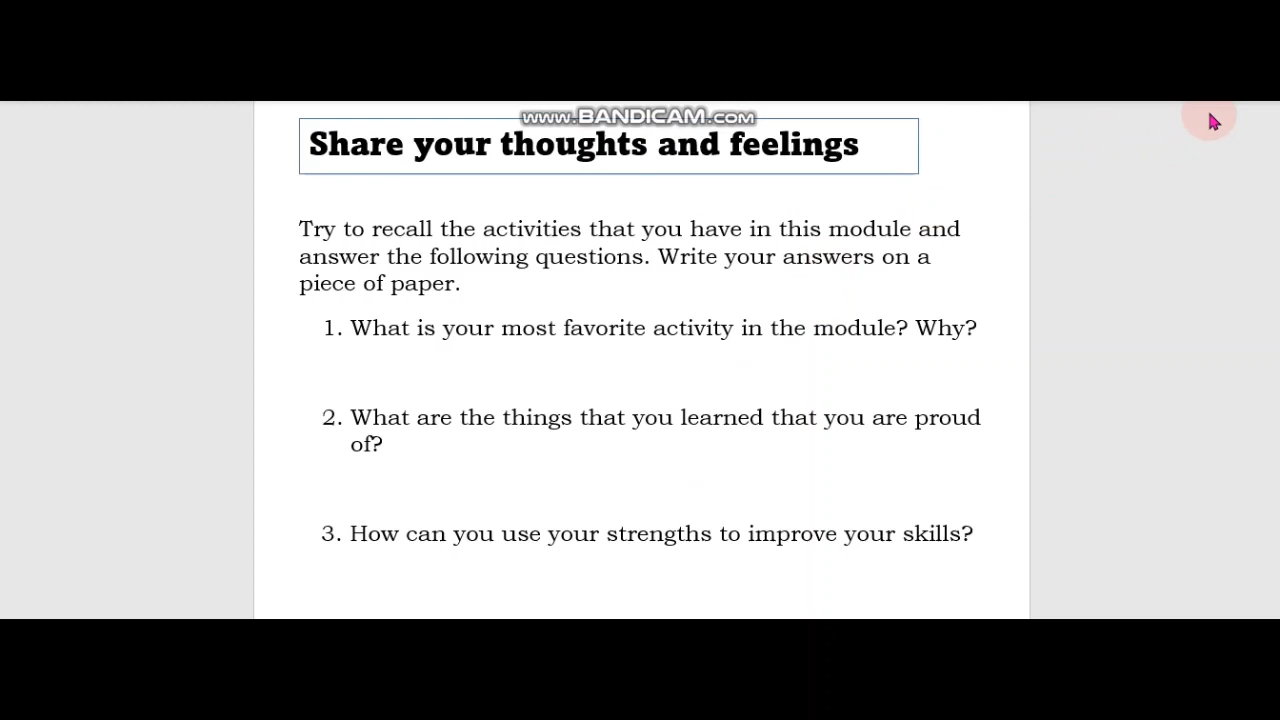 www.BANDICAM.com
Share your thoughts and feelings
Try to recall the activities that you have in this module and
answer the following questions. Write your answers on a
piece of paper.
1. What is your most favorite activity in the module? Why?
2. What are the things that you learned that you are proud
of?
3. How can you use your strengths to improve your skills?